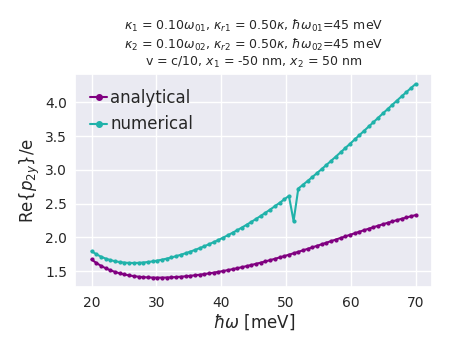 κ₁ = 0.10ω₀₁, κᵣ₁ = 0.50κ, ℏω₀₁=45 meV
κ₂ = 0.10ω₀₂, κᵣ₂ = 0.50κ, ℏω₀₂=45 meV
v = c/10, x₁ = -50 nm, x₂ = 50 nm
analytical
numerical
Re{p₂ᵧ}/e
4.0
3.5
3.0
2.5
2.0
1.5
20 30 40 50 60 70
ℏω [meV]